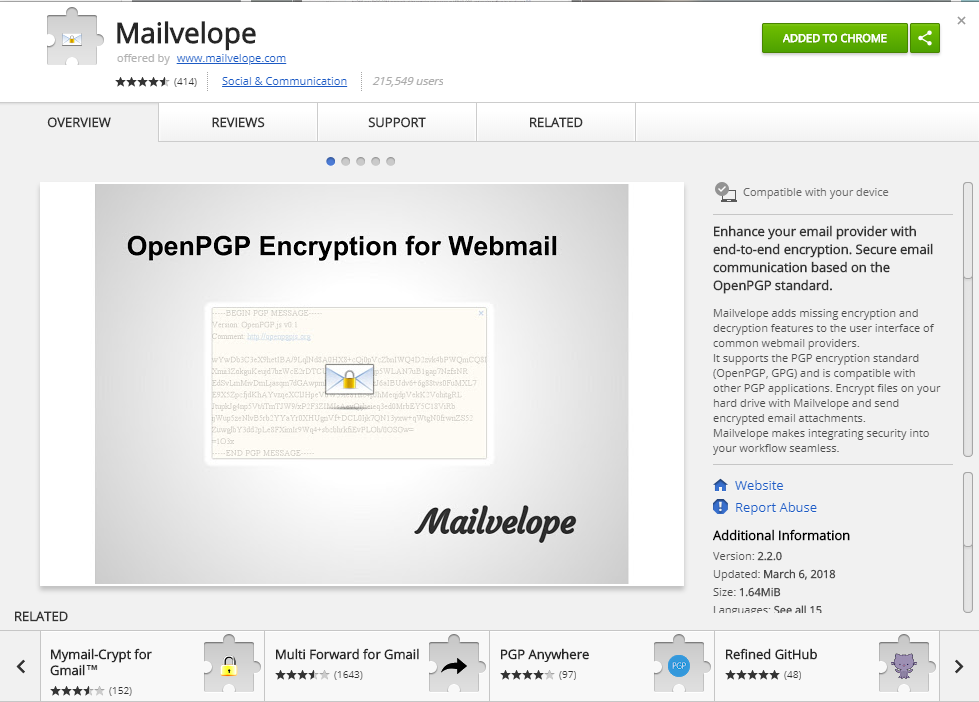 Mailvelope
offered by www.mailvelope.com
(414) Social & Communication 215,549 users
ADDED TO CHROME
OVERVIEW REVIEWS SUPPORT RELATED
OpenPGP Encryption for Webmail
-----BEGIN PGP MESSAGE-----
Version: OpenPGP.js v0.1
Comment: http://openpgpjs.org
=1O3z
-----END PGP MESSAGE-----
Mailvelope
Compatible with your device
Enhance your email provider with
end-to-end encryption. Secure email
communication based on the
OpenPGP standard.
Mailvelope adds missing encryption and
decryption features to the user interface of
common webmail providers.
It supports the PGP encryption standard
(OpenPGP, GPG) and is compatible with
other PGP applications. Encrypt files on your
hard drive with Mailvelope and send
encrypted email attachments.
Mailvelope makes integrating security into
your workflow seamless.
Website
Report Abuse
Additional Information
Version: 2.2.0
Updated: March 6, 2018
Size: 1.64MiB
Languages: See all 15
RELATED
Mymail-Crypt for
Gmail™
(152)
Multi Forward for Gmail
(1643)
PGP Anywhere
(97)
PGP
Refined GitHub
(48)